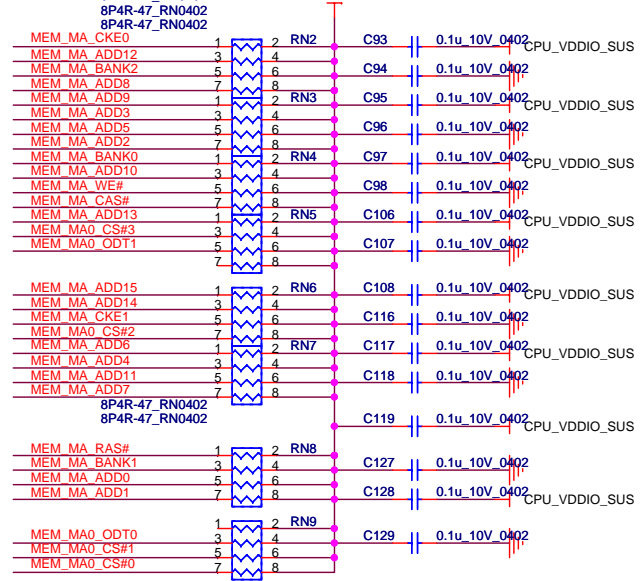 8P4R-47_RN0402
8P4R-47_RN0402
MEM_MA_CKE0 1 2 RN2 C93 0.1u_10V_0402 CPU_VDDIO_SUS
MEM_MA_ADD12 3 4
MEM_MA_BANK2 5 6 C94 0.1u_10V_0402
MEM_MA_ADD8 7 8
MEM_MA_ADD9 1 2 RN3 C95 0.1u_10V_0402 CPU_VDDIO_SUS
MEM_MA_ADD3 3 4
MEM_MA_ADD5 5 6 C96 0.1u_10V_0402
MEM_MA_ADD2 7 8
MEM_MA_BANK0 1 2 RN4 C97 0.1u_10V_0402 CPU_VDDIO_SUS
MEM_MA_ADD10 3 4
MEM_MA_WE# 5 6 C98 0.1u_10V_0402
MEM_MA_CAS# 7 8
MEM_MA_ADD13 1 2 RN5 C106 0.1u_10V_0402 CPU_VDDIO_SUS
MEM_MA0_CS#3 3 4
MEM_MA0_ODT1 5 6 C107 0.1u_10V_0402
7 8
MEM_MA_ADD15 1 2 RN6 C108 0.1u_10V_0402 CPU_VDDIO_SUS
MEM_MA_ADD14 3 4
MEM_MA_CKE1 5 6 C116 0.1u_10V_0402
MEM_MA0_CS#2 7 8
MEM_MA_ADD6 1 2 RN7 C117 0.1u_10V_0402 CPU_VDDIO_SUS
MEM_MA_ADD4 3 4
MEM_MA_ADD11 5 6 C118 0.1u_10V_0402
MEM_MA_ADD7 7 8
8P4R-47_RN0402
8P4R-47_RN0402
C119 0.1u_10V_0402 CPU_VDDIO_SUS
MEM_MA_RAS# 1 2 RN8
MEM_MA_BANK1 3 4 C127 0.1u_10V_0402
MEM_MA_ADD0 5 6
MEM_MA_ADD1 7 8 C128 0.1u_10V_0402 CPU_VDDIO_SUS
1 2 RN9
MEM_MA0_ODT0 3 4 C129 0.1u_10V_0402
MEM_MA0_CS#1 5 6
MEM_MA0_CS#0 7 8